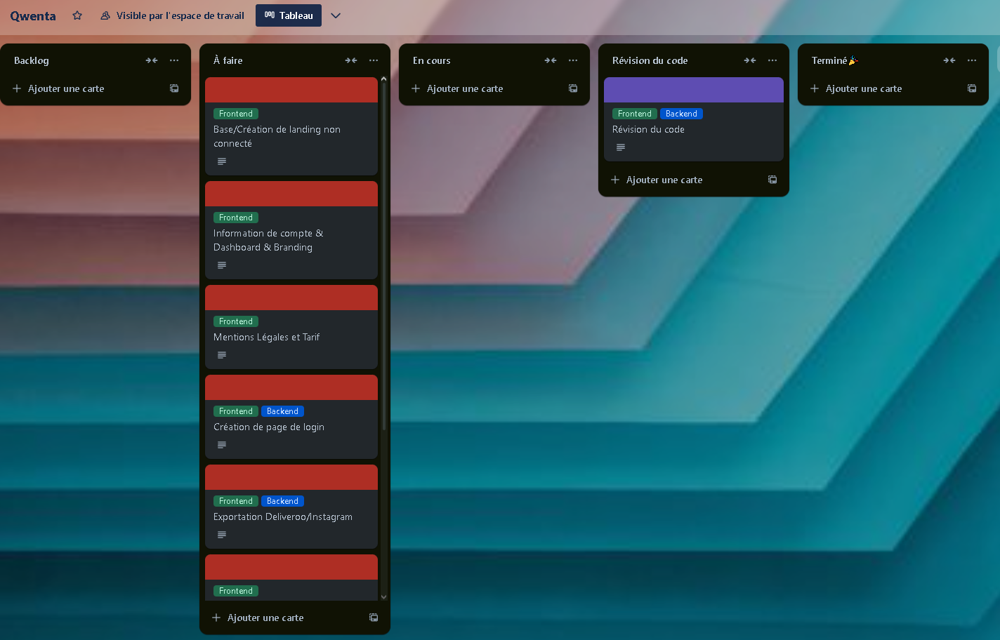 Qwenta
Visible par l'espace de travail
Tableau
Backlog
Ajouter une carte
À faire
Frontend
Base/Création de landing non
connecté
Frontend
Information de compte &
Dashboard & Branding
Frontend
Mentions Légales et Tarif
Frontend Backend
Création de page de login
Frontend Backend
Exportation Deliveroo/Instagram
Frontend
Ajouter une carte
En cours
Ajouter une carte
Révision du code
Frontend Backend
Révision du code
Ajouter une carte
Terminé🎉
Ajouter une carte